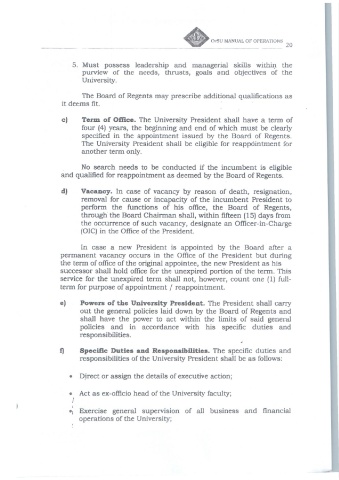 CvSU MANUAL OF OPERATIONS
29
5. Must possess leadership and managerial skills within the
purview of the needs, thrusts, goals and objectives of the
University.
The Board of Regents may prescribe additional qualifications as
it deems fit.
c) Term of Office. The University President shall have a term of
four (4) years, the beginning and end of which must be clearly
specified in the appointment issued by the Board of Regents.
The University President shall be eligible for reappointment for
another term only.
No search needs to be conducted if the incumbent is eligible
and qualified for reappointment as deemed by the Board of Regents.
d) Vacancy. In case of vacancy by reason of death, resignation,
removal for cause or incapacity of the incumbent President to
perform the functions of his office, the Board of Regents,
through the Board Chairman shall, within fifteen (15) days from
the occurrence of such vacancy, designate an Officer-in-Charge
(OIC) in the Office of the President.
In case a new President is appointed by the Board after a
permanent vacancy occurs in the Office of the President but during
the term of office of the original appointee, the new President as his
successor shall hold office for the unexpired portion of the term. This
service for the unexpired term shall not, however, count one (1) full-
term for purpose of appointment / reappointment.
e) Powers of the University President. The President shall carry
out the general policies laid down by the Board of Regents and
shall have the power to act within the limits of said general
policies and in accordance with his specific duties and
responsibilities.
f) Specific Duties and Responsibilities. The specific duties and
responsibilities of the University President shall be as follows:
• Direct or assign the details of executive action;
• Act as ex-officio head of the University faculty;
• Exercise general supervision of all business and financial
operations of the University;